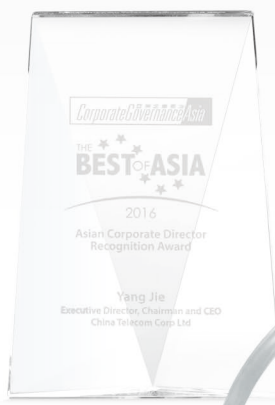 CorporateGovernanceAsia
THE
BEST OF ASIA
2016
Asian Corporate Director
Recognition Award
Yang Jie
Executive Director, Chairman and CEO
China Telecom Corp Ltd